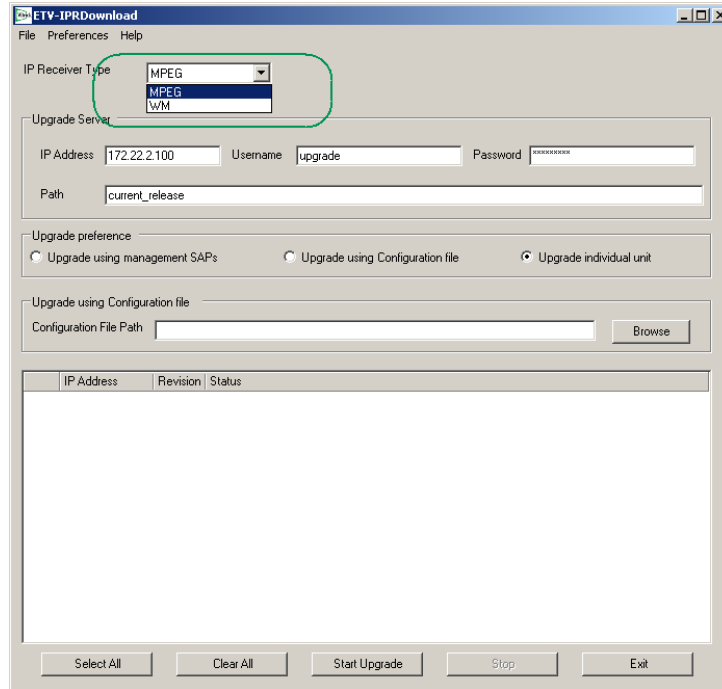 ETV-IPRDownload
File Preferences Help
IP Receiver Type MPEG
MPEG
WM
Upgrade Server
IP Address 172.22.2.100 Username upgrade Password *********
Path current_release
Upgrade preference
Upgrade using management SAPs Upgrade using Configuration file Upgrade individual unit
Upgrade using Configuration file
Configuration File Path Browse
IP Address Revision Status
Select All Clear All Start Upgrade Stop Exit